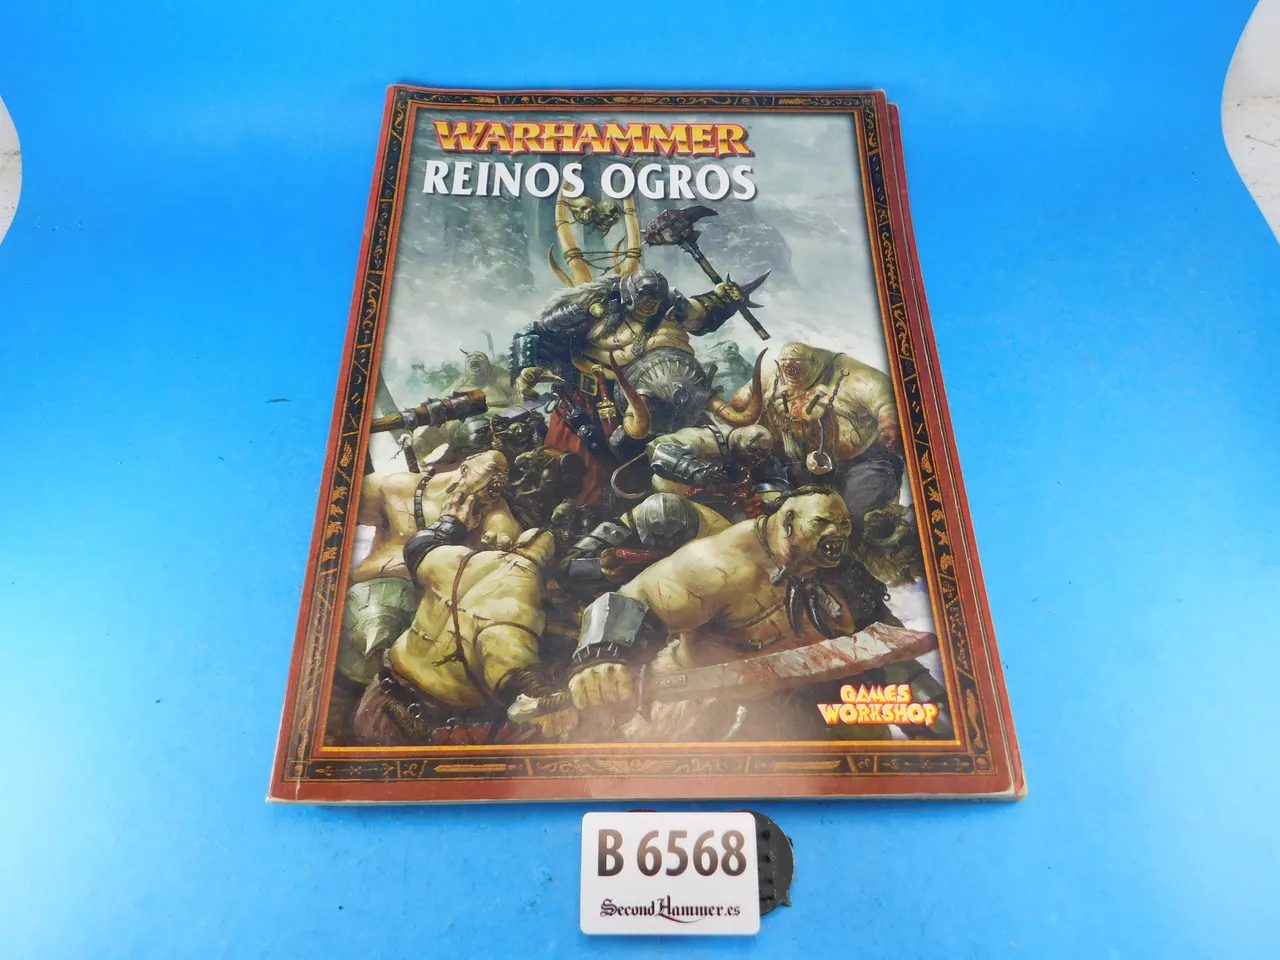 WARHAMMER
REINOS OGROS
GAMES
WORKSHOP
B 6568
SecondHammer.es